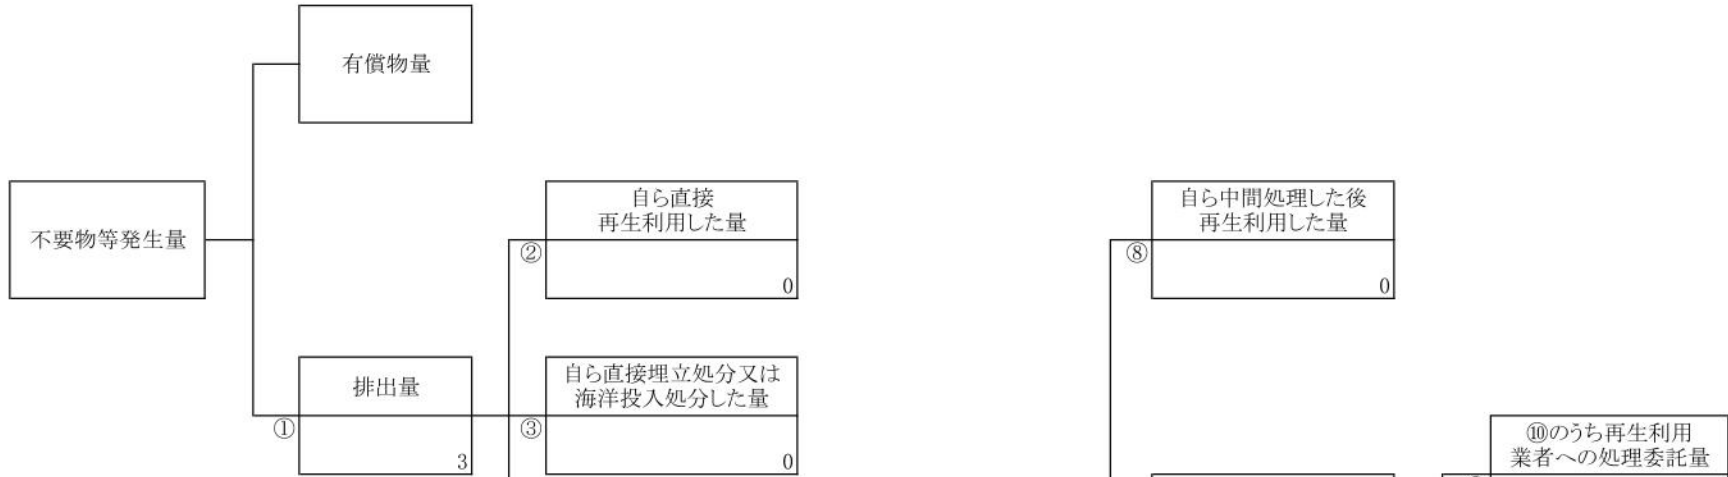 有償物量
不要物等発生量
自ら直接
再生利用した量
②
0
自ら中間処理した後
再生利用した量
⑧
0
排出量
①
3
自ら直接埋立処分又は
海洋投入処分した量
③
0
⑩のうち再生利用
業者への処理委託量